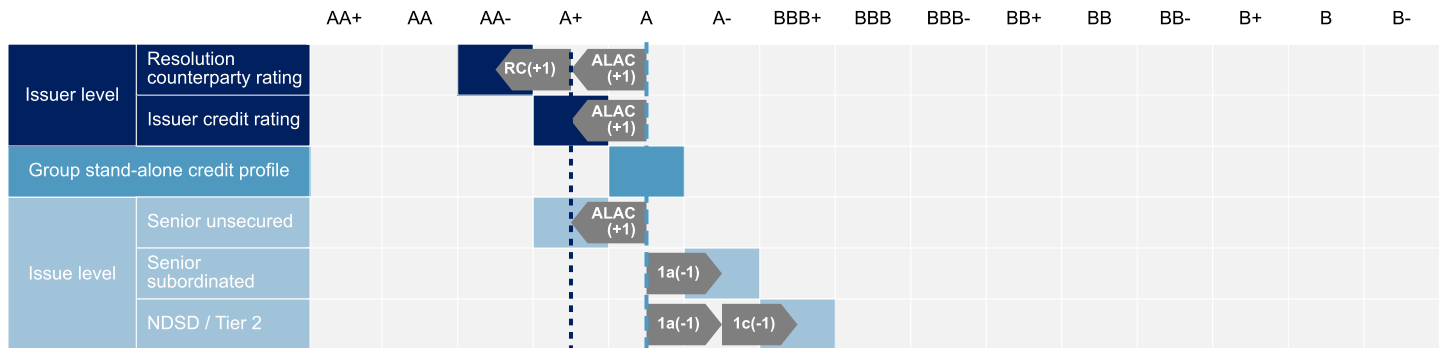 AA+ AA AA- A+ A A- BBB+ BBB BBB- BB+ BB BB- B+ B B-
Issuer level
Resolution
counterparty rating
RC(+1)
ALAC
(+1)
Issuer credit rating
ALAC
(+1)
Group stand-alone credit profile
Issue level
Senior unsecured
ALAC
(+1)
Senior
subordinated
1a(-1)
NDSD / Tier 2
1a(-1) 1c(-1)